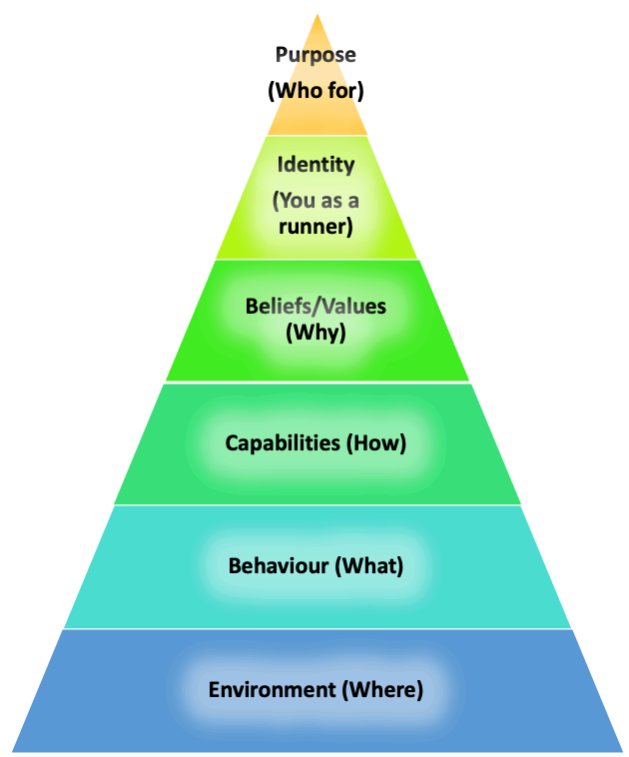 Purpose
(Who for)
Identity
(You as a
runner)
Beliefs/Values
(Why)
Capabilities (How)
Behaviour (What)
Environment (Where)